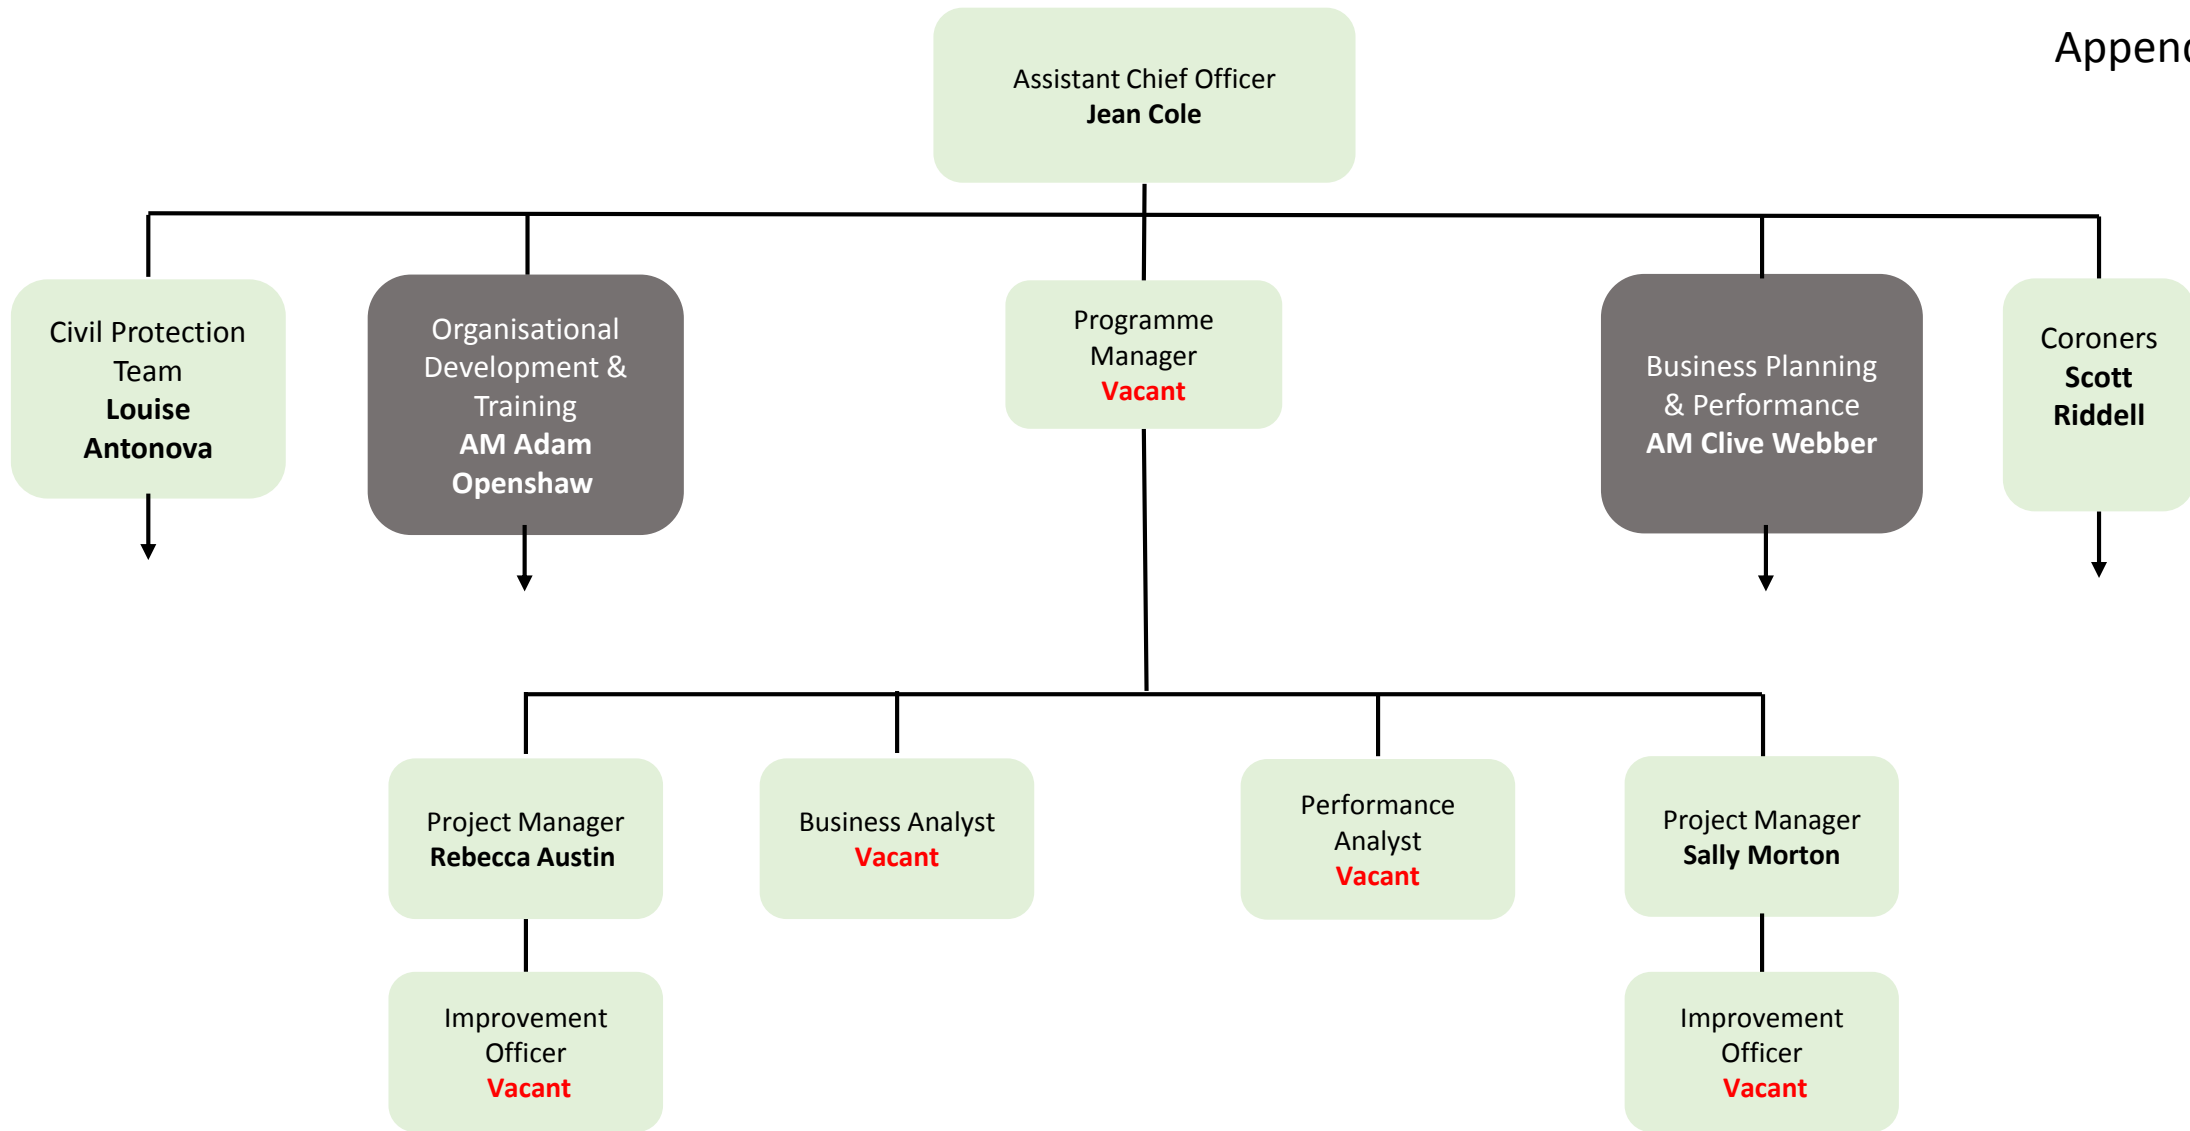 Assistant Chief Officer
Jean Cole
Civil Protection
Team
Louise
Antonova
Organisational
Development &
Training
AM Adam
Openshaw
Programme
Manager
Vacant
Business Planning
& Performance
AM Clive Webber
Coroners
Scott
Riddell
Project Manager
Rebecca Austin
Business Analyst
Vacant
Performance
Analyst
Vacant
Project Manager
Sally Morton
Improvement
Officer
Vacant
Improvement
Officer
Vacant